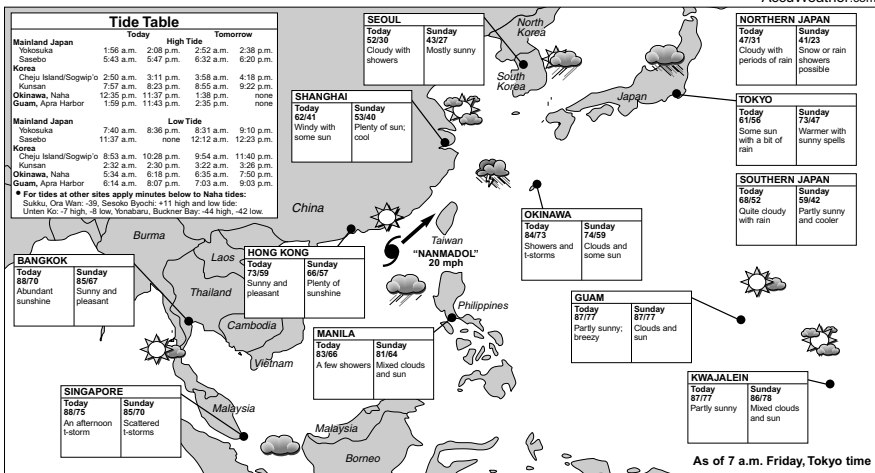 AccuWeather.com
Tide Table
Today Tomorrow
Mainland Japan High Tide
Yokosuka 1:56 a.m. 2:08 p.m. 2:52 a.m. 2:38 p.m.
Sasebo 5:43 a.m. 5:47 p.m. 6:32 a.m. 6:20 p.m.
Korea
Cheju Island/Sogwip'o 2:50 a.m. 3:11 p.m. 3:58 a.m. 4:18 p.m.
Kunsan 7:57 a.m. 8:23 p.m. 8:55 a.m. 9:22 p.m.
Okinawa, Naha 12:35 p.m. 11:37 p.m. 1:38 p.m. none
Guam, Apra Harbor 1:59 p.m. 11:43 p.m. 2:35 p.m. none
Mainland Japan Low Tide
Yokosuka 7:40 a.m. 8:36 p.m. 8:31 a.m. 9:10 p.m.
Sasebo 11:37 a.m. none 12:12 a.m. 12:23 p.m.
Korea
Cheju Island/Sogwip'o 8:53 a.m. 10:28 p.m. 9:54 a.m. 11:40 p.m.
Kunsan 2:32 a.m. 2:30 p.m. 3:22 a.m. 3:26 p.m.
Okinawa, Naha 5:34 a.m. 6:18 p.m. 6:35 a.m. 7:50 p.m.
Guam, Apra Harbor 6:14 a.m. 8:07 p.m. 7:03 a.m. 9:03 p.m.
• For tides at other sites apply minutes below to Naha tides:
Sukku, Ora Wan: -39, Sesoko Byochi: +11 high and low tide:
Unten Ko: -7 high, -8 low, Yonabaru, Buckner Bay: -44 high, -42 low.
SEOUL
Today Sunday
52/30 43/27
Cloudy with Mostly sunny
showers
North
Korea
South
Korea
Japan
NORTHERN JAPAN
Today Sunday
47/31 41/23
Cloudy with Snow or rain
periods of rain showers
possible
SHANGHAI
Today Sunday
62/41 53/40
Windy with Plenty of sun;
some sun cool
TOKYO
Today Sunday
61/56 73/47
Some sun Warmer with
with a bit of sunny spells
rain
SOUTHERN JAPAN
Today Sunday
68/52 59/42
Quite cloudy Partly sunny
with rain and cooler
China
Burma
Laos
Thailand
Cambodia
Vietnam
Taiwan
"NANMADOL"
20 mph
OKINAWA
Today Sunday
84/73 74/59
Showers and Clouds and
t-storms some sun
BANGKOK
Today Sunday
88/70 85/67
Abundant Sunny and
sunshine pleasant
HONG KONG
Today Sunday
73/59 66/57
Sunny and Plenty of
pleasant sunshine
Philippines
GUAM
Today Sunday
87/77 87/77
Partly sunny; Clouds and
breezy sun
MANILA
Today Sunday
83/66 81/64
A few showers Mixed clouds
and sun
KWAJALEIN
Today Sunday
87/77 86/78
Partly sunny Mixed clouds
and sun
SINGAPORE
Today Sunday
88/75 85/70
An afternoon Scattered
t-storm t-storms
Malaysia
Malaysia
Borneo
As of 7 a.m. Friday, Tokyo time